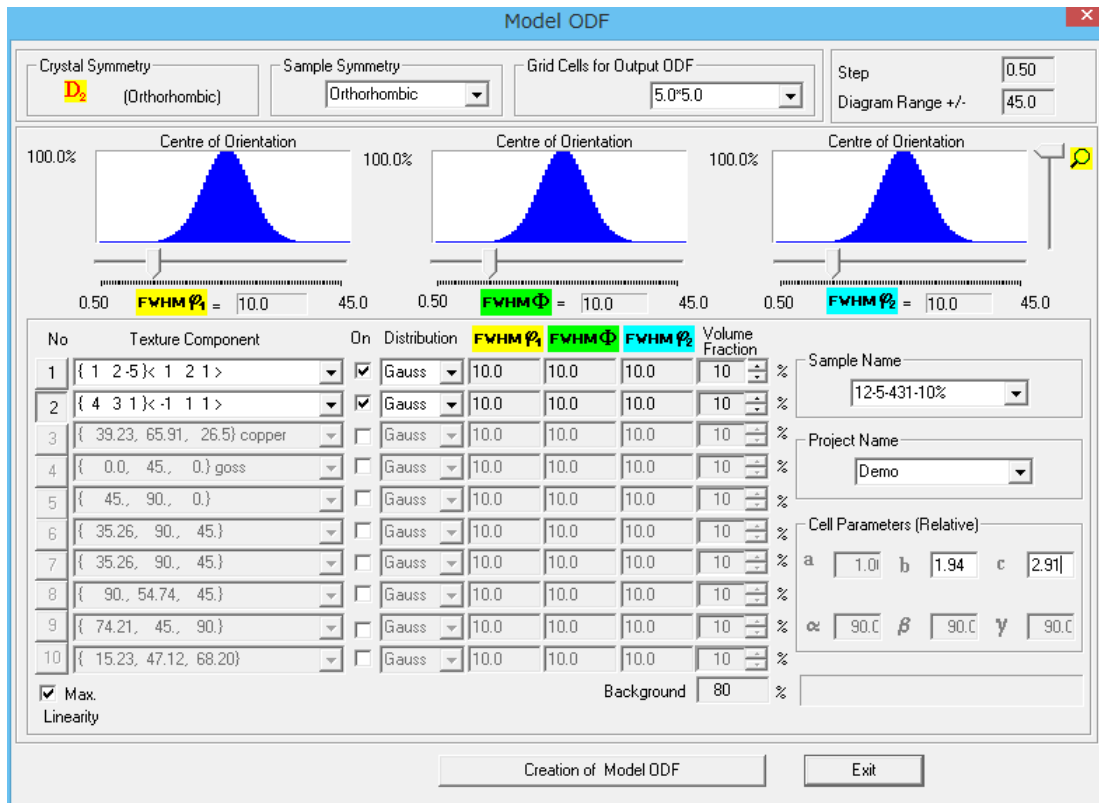 Model ODF
Crystal Symmetry
D2 (Orthorhombic)
Sample Symmetry
Orthorhombic
Grid Cells for Output ODF
5.0*5.0
Step 0.50
Diagram Range +/- 45.0
Centre of Orientation Centre of Orientation Centre of Orientation
100.0% 100.0% 100.0%
0.50 FWHM φ1 = 10.0 45.0 0.50 FWHM Φ = 10.0 45.0 0.50 FWHM φ2 = 10.0 45.0
No Texture Component On Distribution FWHM φ1 FWHM Φ FWHM φ2 Volume Fraction
1 { 1 2 -5 }< 1 2 1 > Gauss 10.0 10.0 10.0 10 %
2 { 4 3 1 }< -1 1 1 > Gauss 10.0 10.0 10.0 10 %
3 { 39.23, 65.91, 26.5} copper Gauss 10.0 10.0 10.0 10 %
4 { 0.0, 45., 0.} goss Gauss 10.0 10.0 10.0 10 %
5 { 45., 90., 0.} Gauss 10.0 10.0 10.0 10 %
6 { 35.26, 90., 45.} Gauss 10.0 10.0 10.0 10 %
7 { 35.26, 90., 45.} Gauss 10.0 10.0 10.0 10 %
8 { 90., 54.74, 45.} Gauss 10.0 10.0 10.0 10 %
9 { 74.21, 45., 90.} Gauss 10.0 10.0 10.0 10 %
10 { 15.23, 47.12, 68.20} Gauss 10.0 10.0 10.0 10 %
Max. Linearity
Background 80 %
Sample Name
12-5-431-10%
Project Name
Demo
Cell Parameters (Relative)
a b 1.94 c 2.91
α 90. β 90. γ 90.
Creation of Model ODF Exit